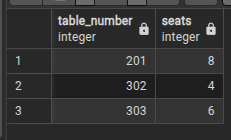 table_number seats
integer integer
1 201 8
2 302 4
3 303 6